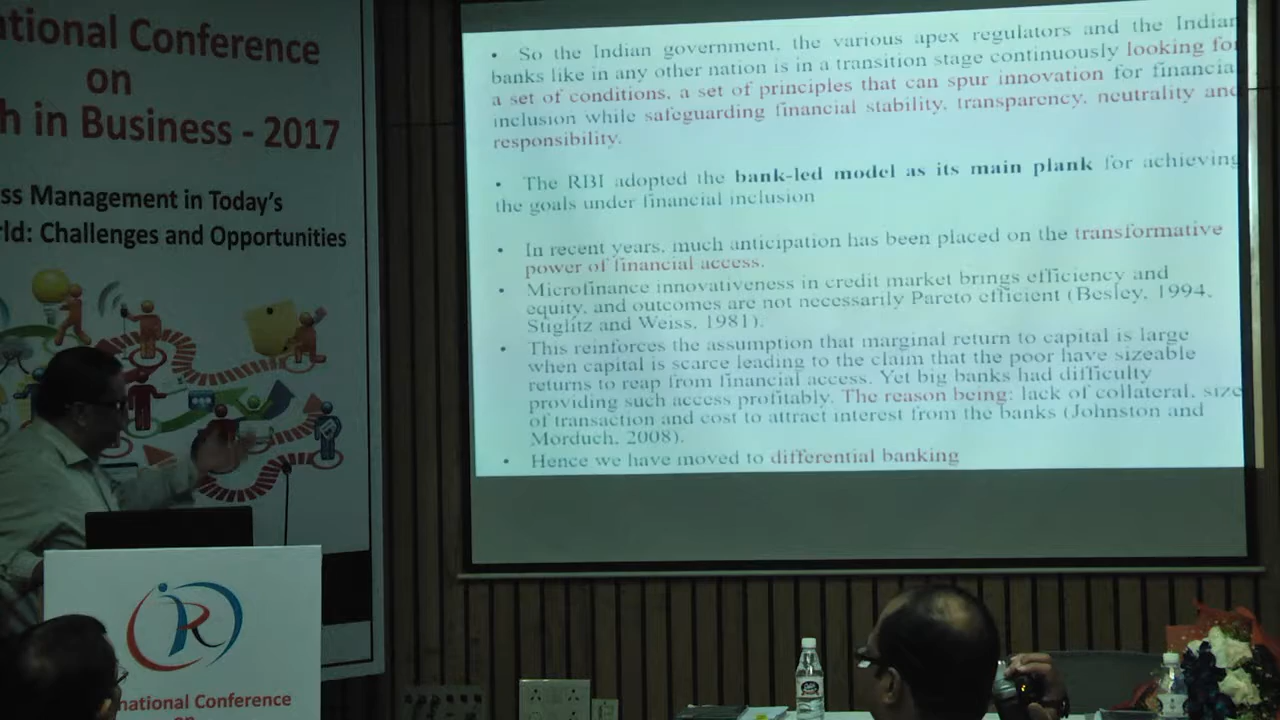 ational Conference
on
h in Business - 2017
ss Management in Today's
rld: Challenges and Opportunities
• So the Indian government, the various apex regulators and the Indian
banks like in any other nation is in a transition stage continuously looking for
a set of conditions, a set of principles that can spur innovation for financia
inclusion while safeguarding financial stability, transparency, neutrality and
responsibility.
• The RBI adopted the bank-led model as its main plank for achieving
the goals under financial inclusion
• In recent years, much anticipation has been placed on the transformative
power of financial access.
• Microfinance innovativeness in credit market brings efficiency and
equity, and outcomes are not necessarily Pareto efficient (Besley, 1994,
Stiglitz and Weiss, 1981).
• This reinforces the assumption that marginal return to capital is large
when capital is scarce leading to the claim that the poor have sizeable
returns to reap from financial access. Yet big banks had difficulty
providing such access profitably. The reason being: lack of collateral, size
of transaction and cost to attract interest from the banks (Johnston and
Morduch, 2008).
• Hence we have moved to differential banking
R
national Conference
on